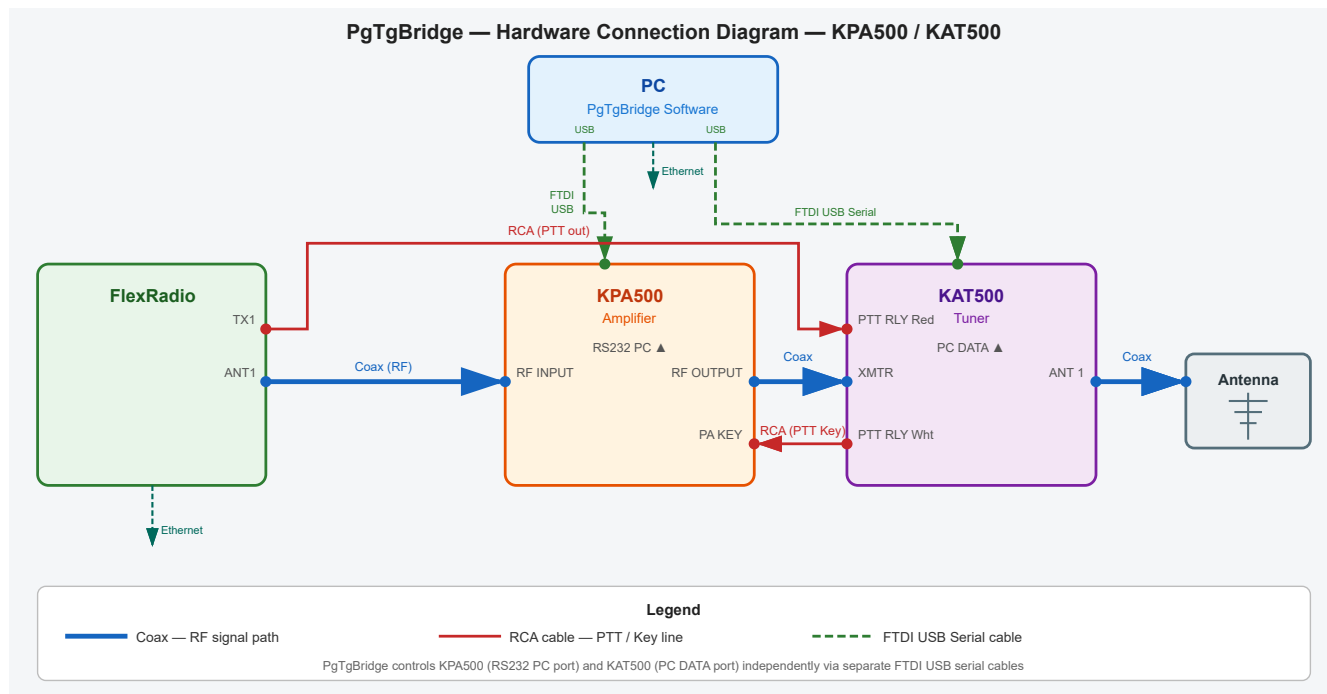 PgTgBridge — Hardware Connection Diagram — KPA500 / KAT500
PC
PgTgBridge Software
USB
USB
Ethernet
FTDI
USB
FTDI USB Serial
RCA (PTT out)
FlexRadio
TX1
ANT1
Coax (RF)
Ethernet
KPA500
Amplifier
RS232 PC ▲
RF INPUT
RF OUTPUT
PA KEY
Coax
RCA (PTT Key)
KAT500
PTT RLY Red
Tuner
PC DATA ▲
XMTR
ANT 1
PTT RLY Wht
Coax
Antenna
Legend
Coax — RF signal path
RCA cable — PTT / Key line
FTDI USB Serial cable
PgTgBridge controls KPA500 (RS232 PC port) and KAT500 (PC DATA port) independently via separate FTDI USB serial cables